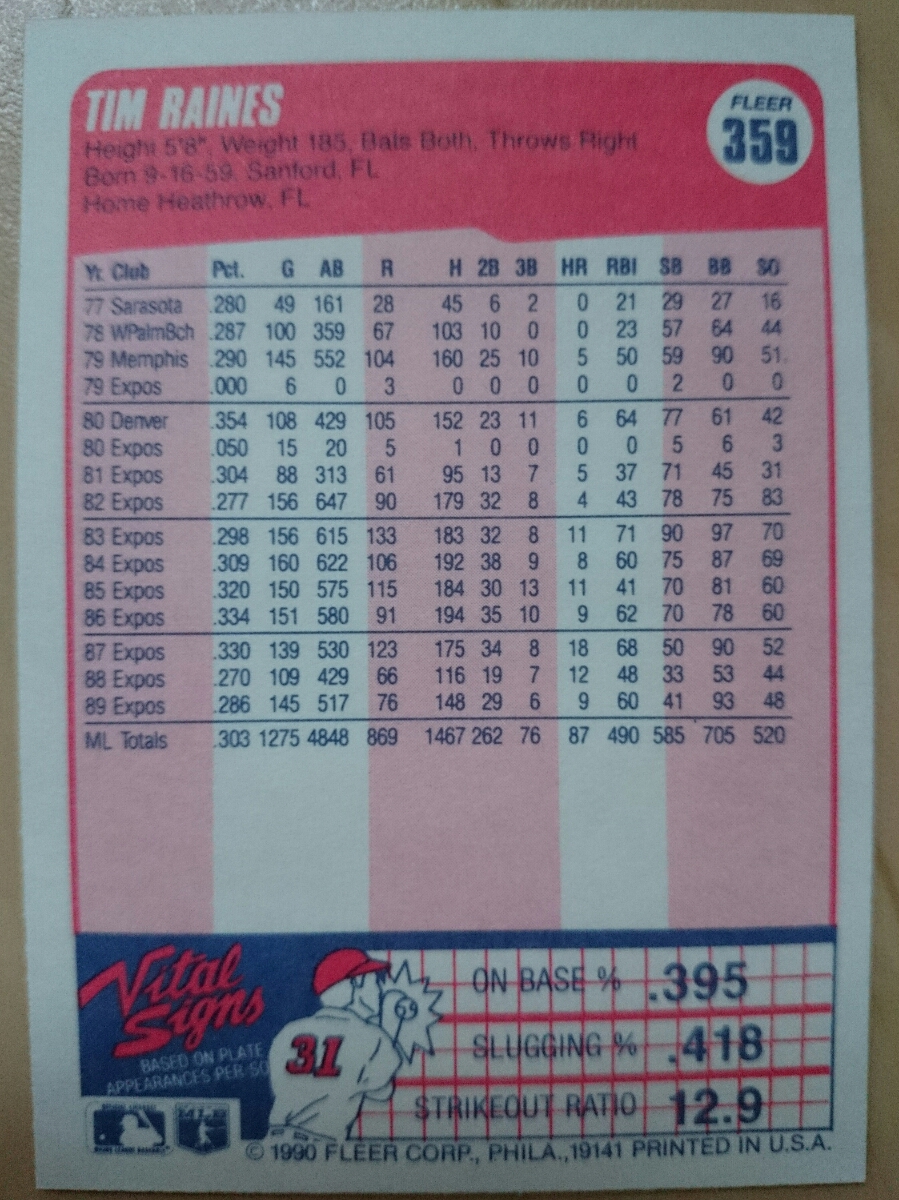 TIM RAINES
Height 5'8", Weight 185, Bats Both, Throws Right
Born 9-16-59, Sanford, FL
Home Heathrow, FL
FLEER
359
Yr. Club Pct. G AB R H 2B 3B HR RBI SB BB SO
77 Sarasota .280 49 161 28 45 6 2 0 21 29 27 16
78 WPalmBch .287 100 359 67 103 10 0 0 23 57 64 44
79 Memphis .290 145 552 104 160 25 10 5 50 59 90 51
79 Expos .000 6 0 3 0 0 0 0 0 2 0 0
80 Denver .354 108 429 105 152 23 11 6 64 77 61 42
80 Expos .050 15 20 5 1 0 0 0 0 5 6 3
81 Expos .304 88 313 61 95 13 7 5 37 71 45 31
82 Expos .277 156 647 90 179 32 8 4 43 78 75 83
83 Expos .298 156 615 133 183 32 8 11 71 90 97 70
84 Expos .309 160 622 106 192 38 9 8 60 75 87 69
85 Expos .320 150 575 115 184 30 13 11 41 70 81 60
86 Expos .334 151 580 91 194 35 10 9 62 70 78 60
87 Expos .330 139 530 123 175 34 8 18 68 50 90 52
88 Expos .270 109 429 66 116 19 7 12 48 33 53 44
89 Expos .286 145 517 76 148 29 6 9 60 41 93 48
ML Totals .303 1275 4848 869 1467 262 76 87 490 585 705 520
Vital
Signs
BASED ON PLATE
APPEARANCES PER 50
31
69
ON BASE % .395
SLUGGING % .418
STRIKEOUT RATIO 12.9
© 1990 FLEER CORP., PHILA.,19141 PRINTED IN U.S.A.